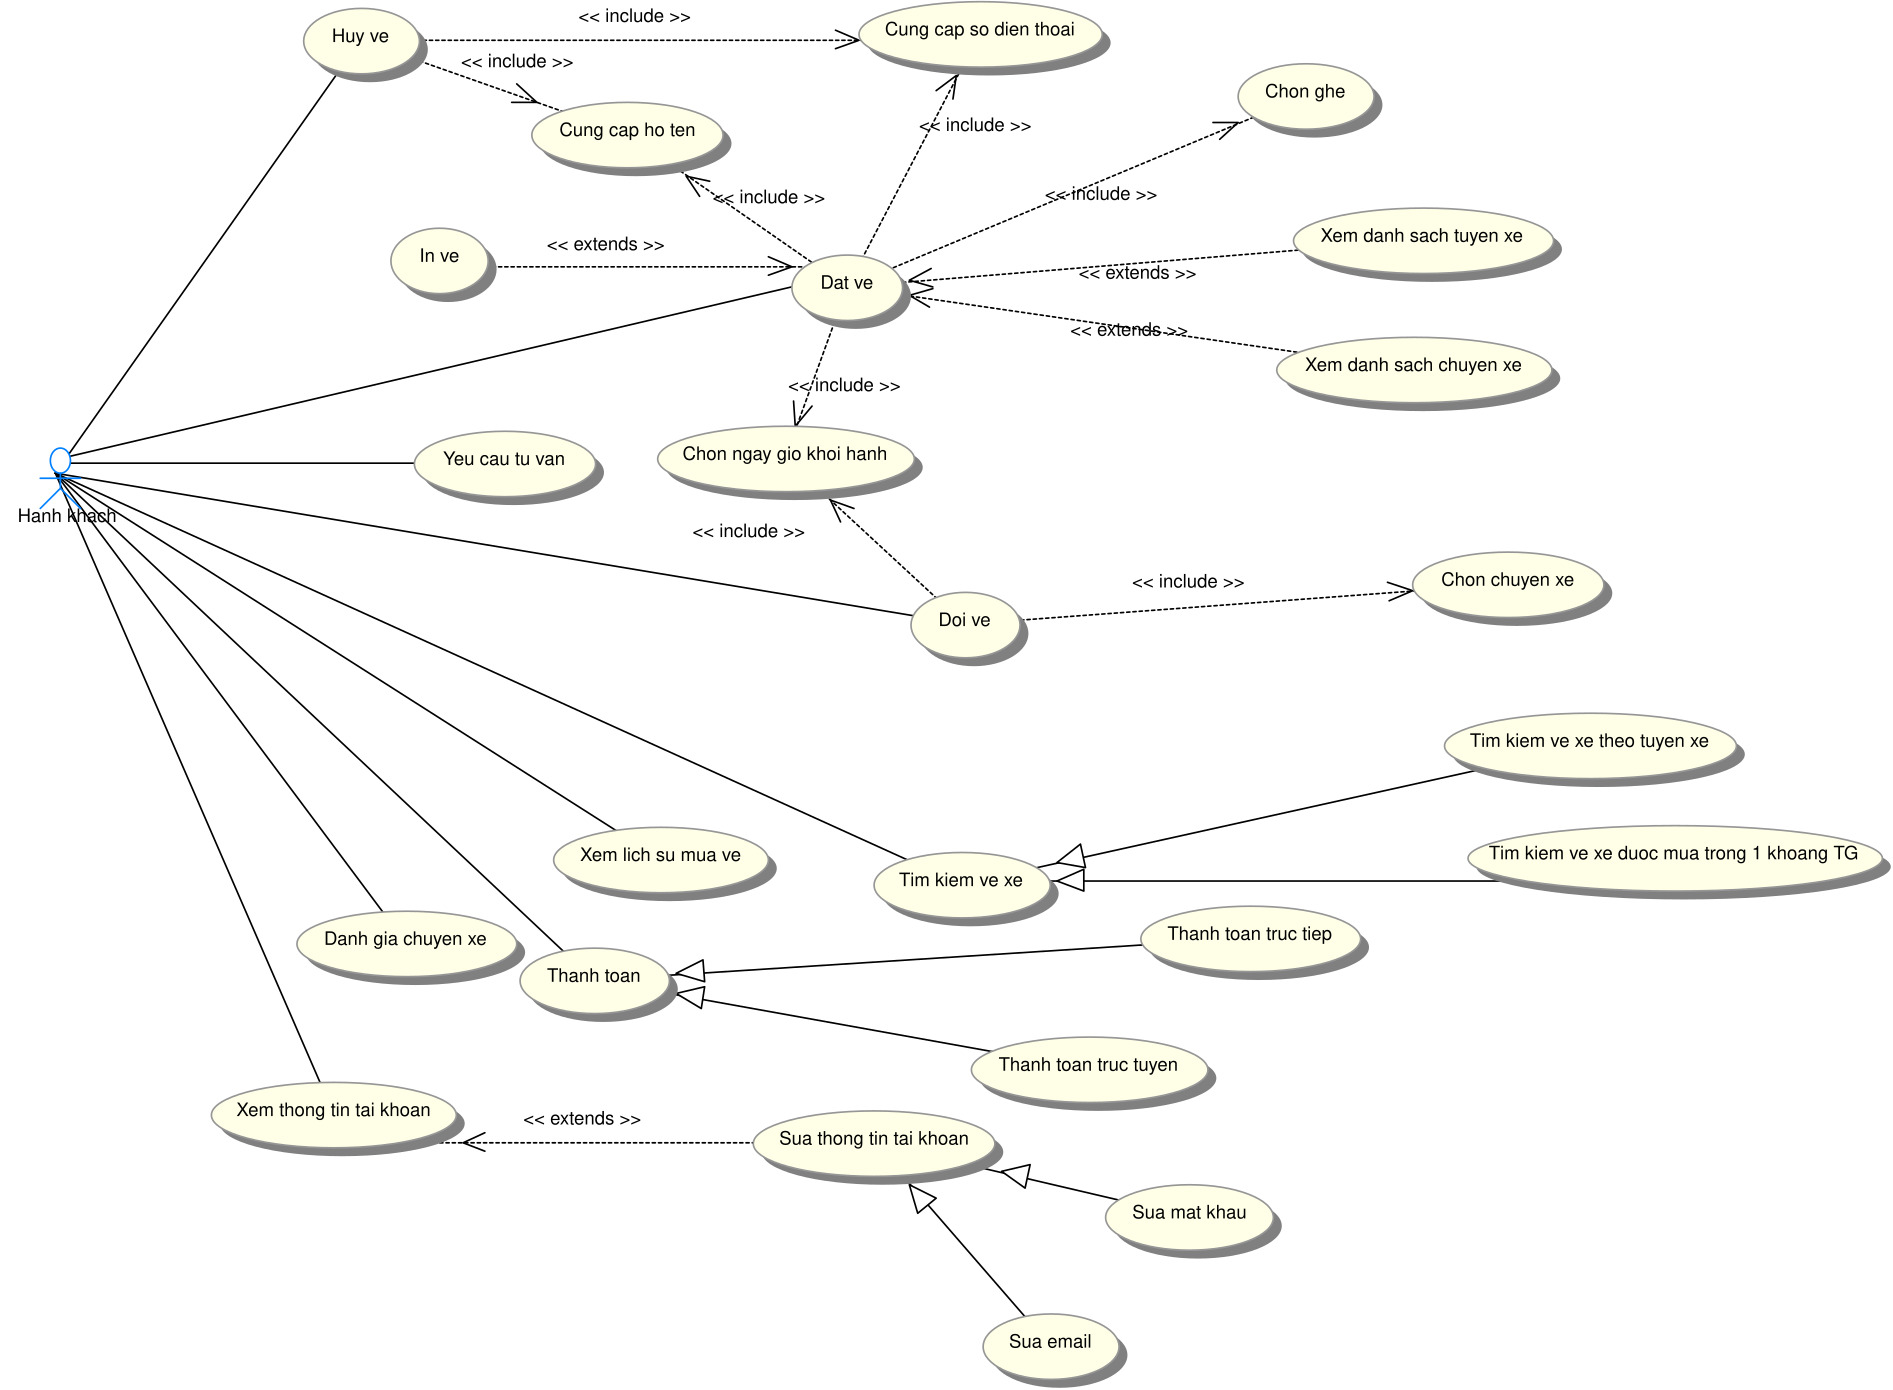 Huy ve
<< include >>
Cung cap so dien thoai
<< include >>
Chon ghe
Cung cap ho ten
<< include >>
<< include >>
<< include >>
In ve
<< extends >>
Dat ve
Xem danh sach tuyen xe
<< extends >>
<< extends >>
Xem danh sach chuyen xe
<< include >>
Yeu cau tu van
Chon ngay gio khoi hanh
Hanh khach
<< include >>
<< include >>
Chon chuyen xe
Doi ve
Tim kiem ve xe theo tuyen xe
Xem lich su mua ve
Tim kiem ve xe
Tim kiem ve xe duoc mua trong 1 khoang TG
Danh gia chuyen xe
Thanh toan truc tiep
Thanh toan
Thanh toan truc tuyen
Xem thong tin tai khoan
<< extends >>
Sua thong tin tai khoan
Sua mat khau
Sua email